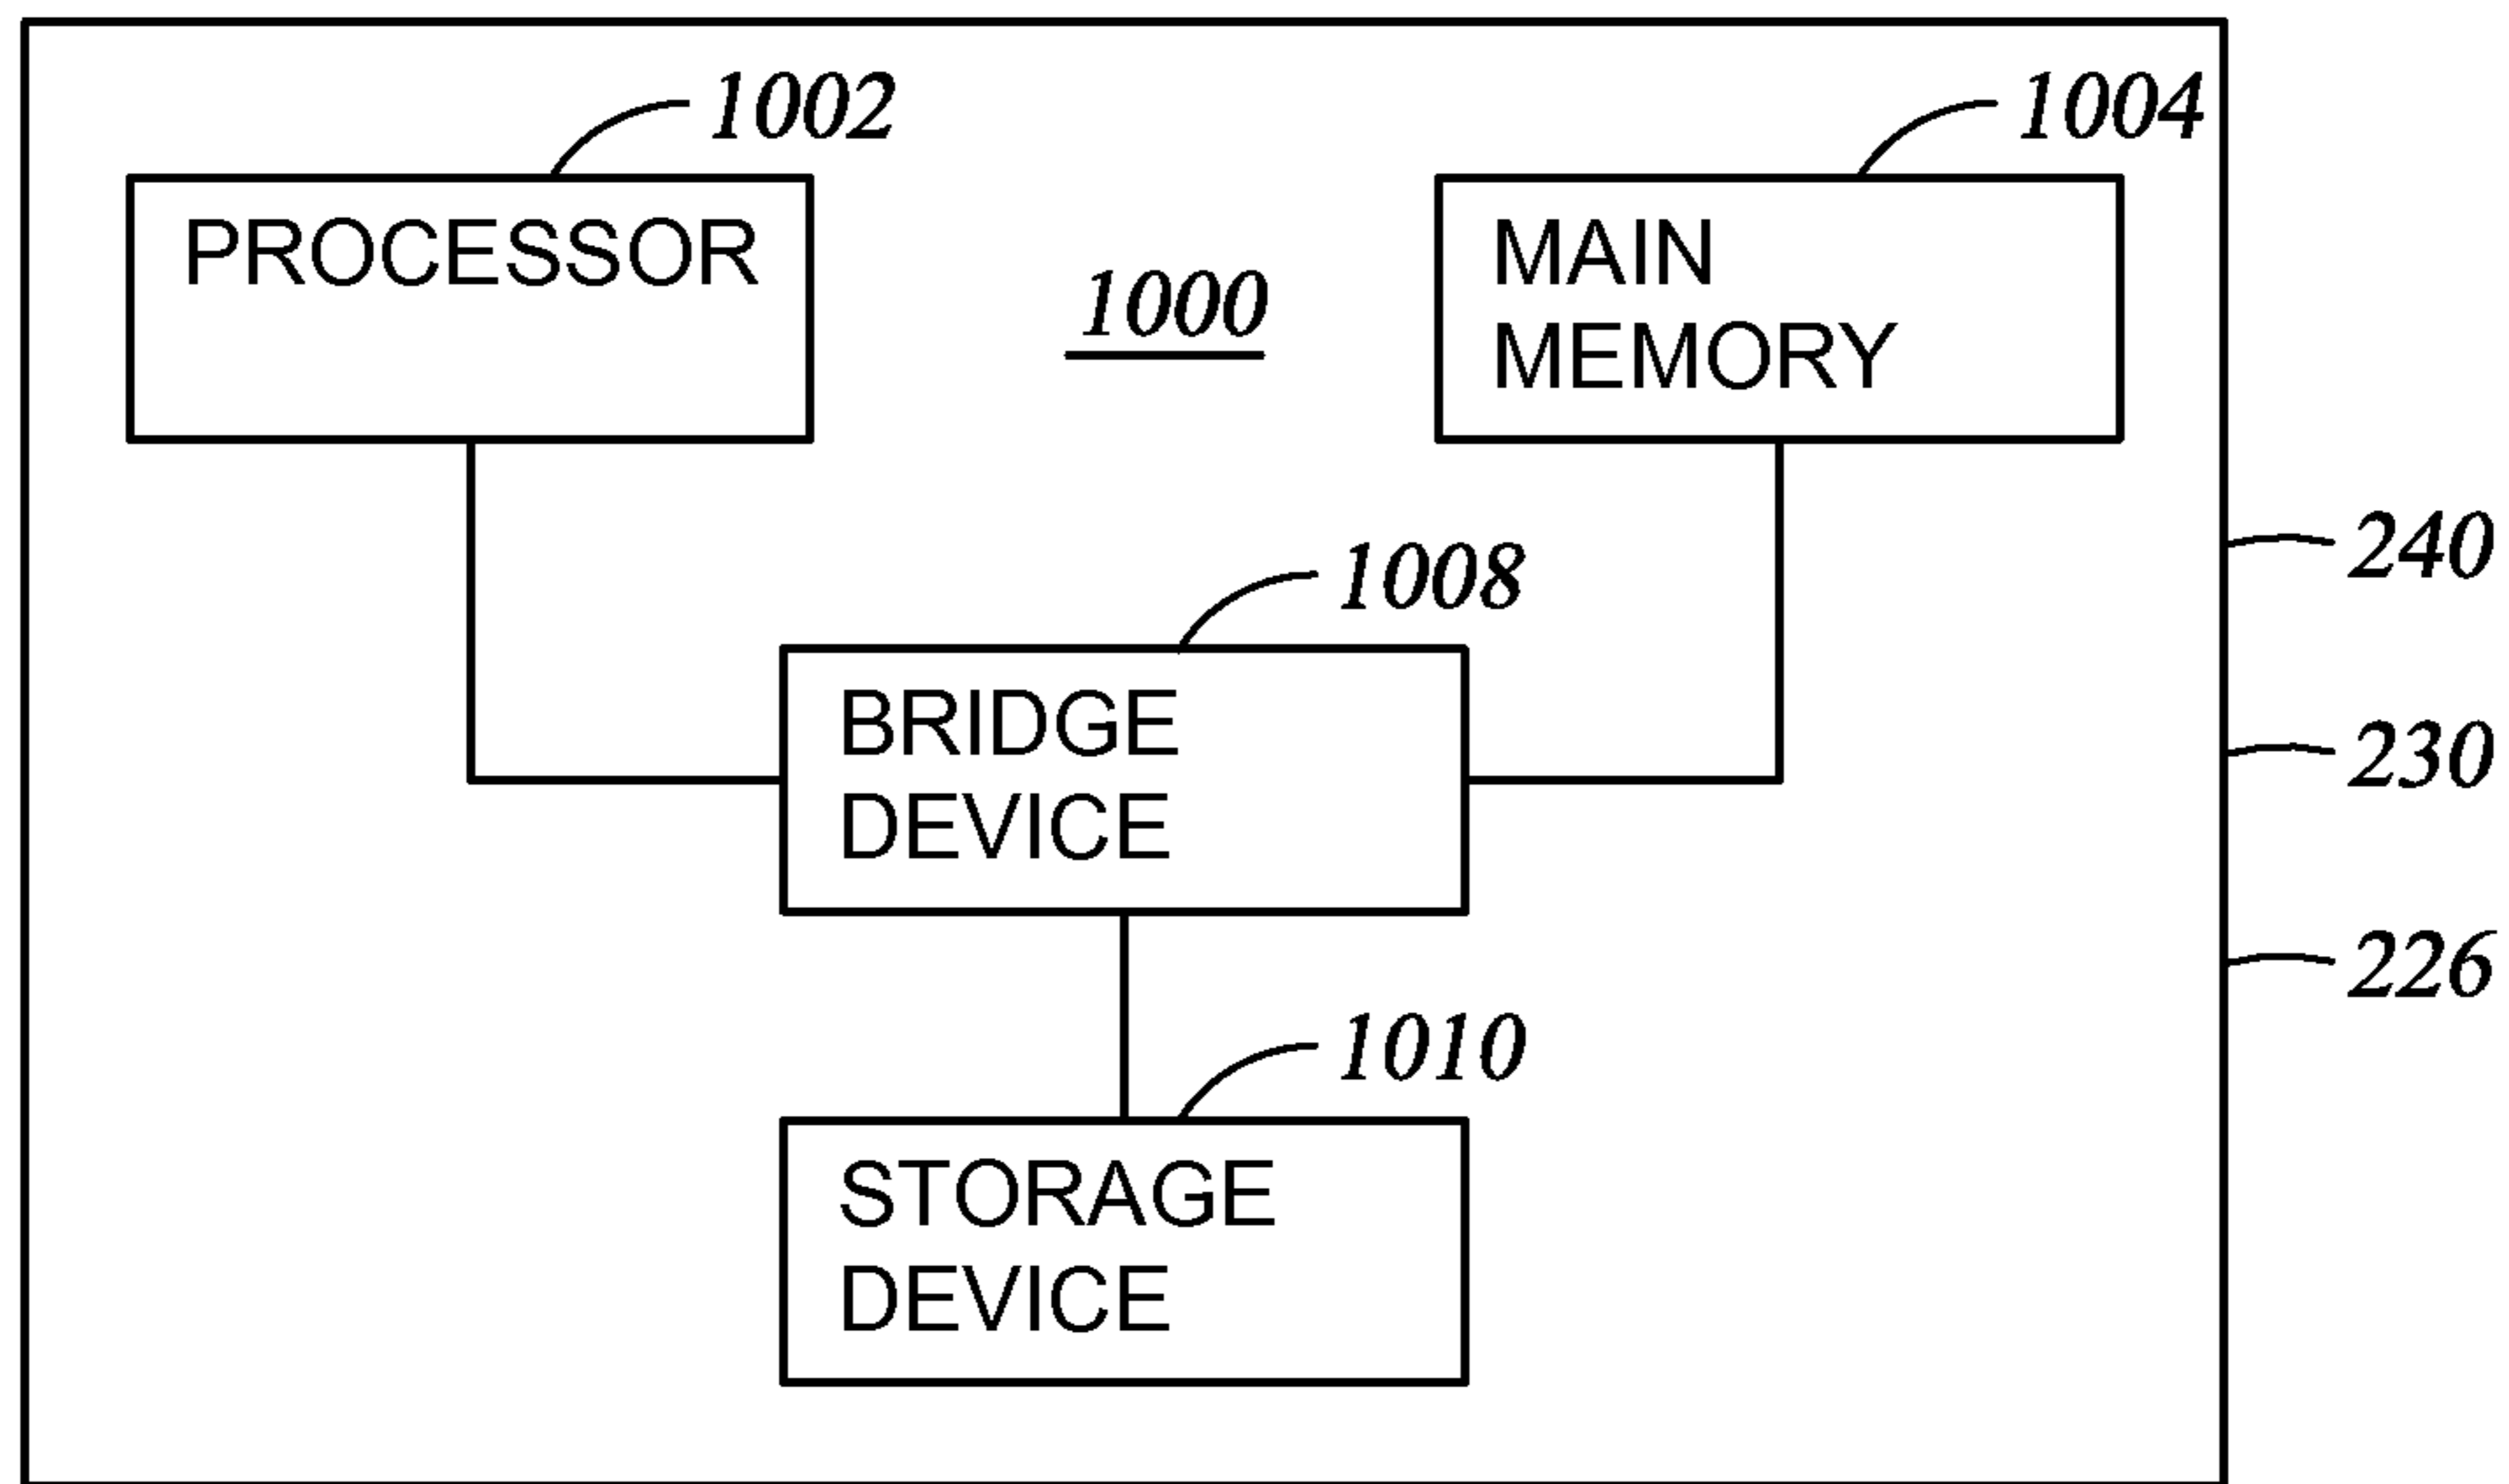 1002
1004
PROCESSOR
MAIN
MEMORY
1000
240
1008
BRIDGE
DEVICE
230
226
1010
STORAGE
DEVICE